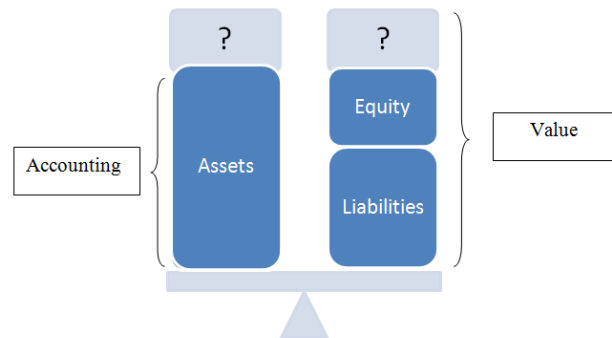 ?
?
Equity
Value
Accounting
Assets
Liabilities